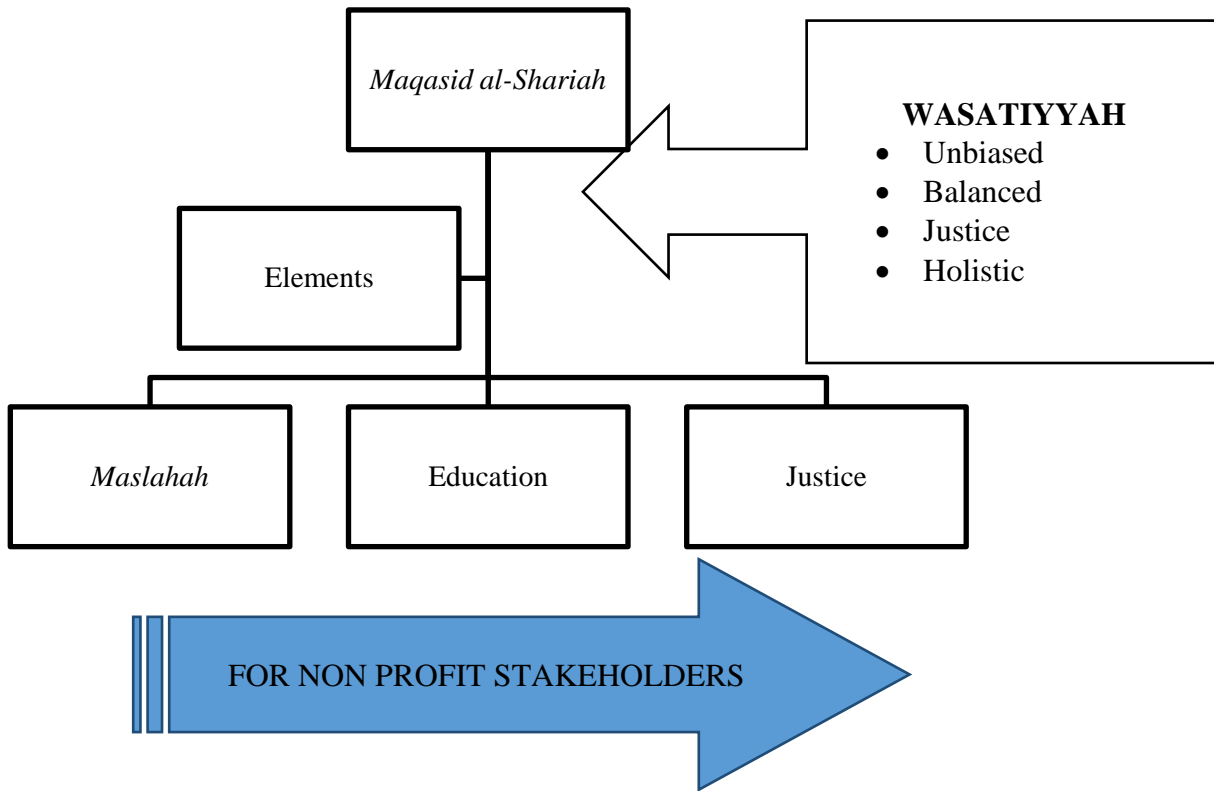 Maqasid al-Shariah
WASATIYYAH
• Unbiased
• Balanced
• Justice
• Holistic
Elements
Maslahah
Education
Justice
FOR NON PROFIT STAKEHOLDERS